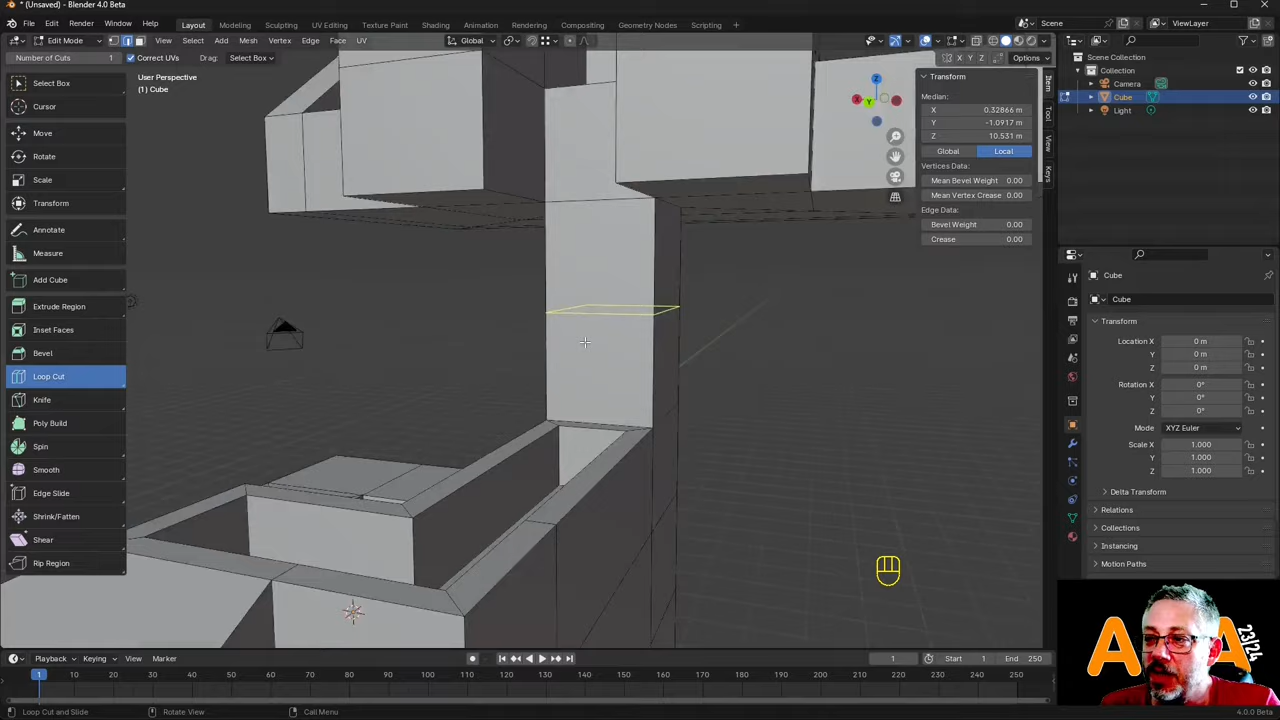 * (Unsaved) - Blender 4.0 Beta
File Edit Render Window Help Layout Modeling Sculpting UV Editing Texture Paint Shading Animation Rendering Compositing Geometry Nodes Scripting Scene ViewLayer
Edit Mode View Select Add Mesh Vertex Edge Face UV Global
Number of Cuts 1 Correct UVs Drag: Select Box X Y Z Options
User Perspective
(1) Cube
Select Box
Cursor
Move
Rotate
Scale
Transform
Annotate
Measure
Add Cube
Extrude Region
Inset Faces
Bevel
Loop Cut
Knife
Poly Build
Spin
Smooth
Edge Slide
Shrink/Fatten
Shear
Rip Region
Z
X
Y
Transform
Median:
X 0.32866 m
Y -1.0917 m
Z 10.531 m
Global Local
Vertices Data:
Mean Bevel Weight 0.00
Mean Vertex Crease 0.00
Edge Data:
Bevel Weight 0.00
Crease 0.00
Item
Tool
View
Keys
Scene Collection
Collection
Camera
Cube
Light
Cube
Cube
Transform
Location X 0 m
Y 0 m
Z 0 m
Rotation X 0°
Y 0°
Z 0°
Mode XYZ Euler
Scale X 1.000
Y 1.000
Z 1.000
Delta Transform
Relations
Collections
Instancing
Motion Paths
A A
23/24
Playback Keying View Marker 1 Start 1 End 250
1 10 20 30 40 50 60 70 80 90 100 110 120 130 140 150 160 170 180 190 200 210 220 230 240 250
Loop Cut and Slide Rotate View Call Menu 4.0.0 Beta